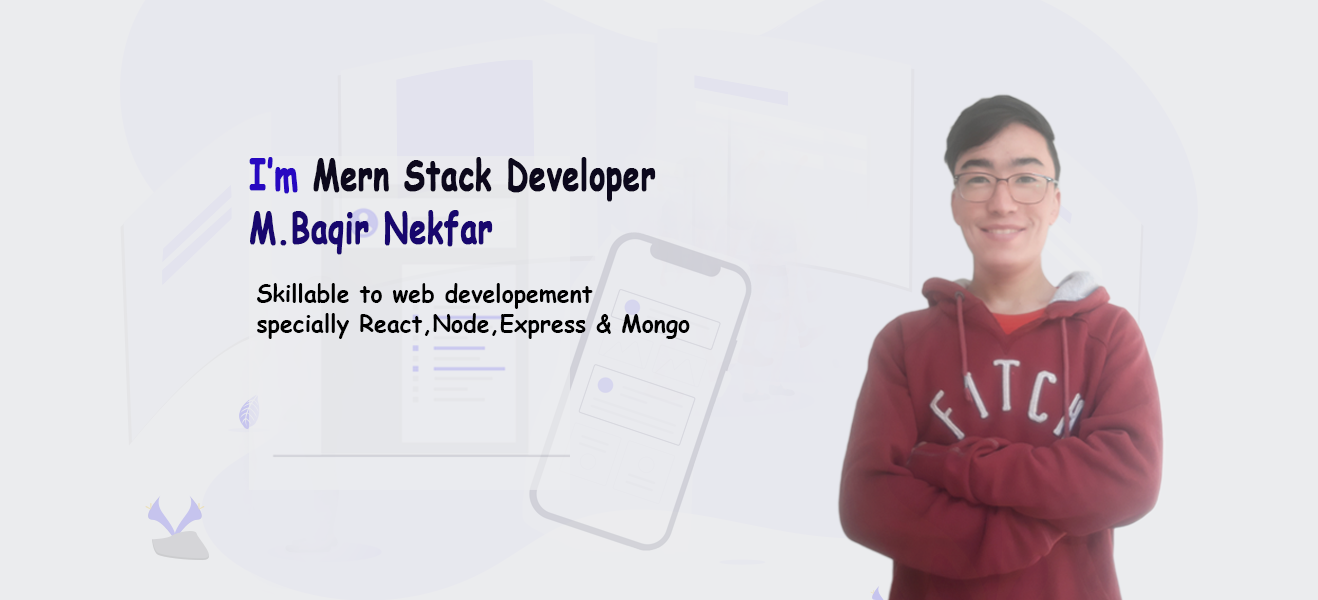 I'm Mern Stack Developer
M.Baqir Nekfar
Skillable to web developement
specially React,Node,Express & Mongo
FITCH